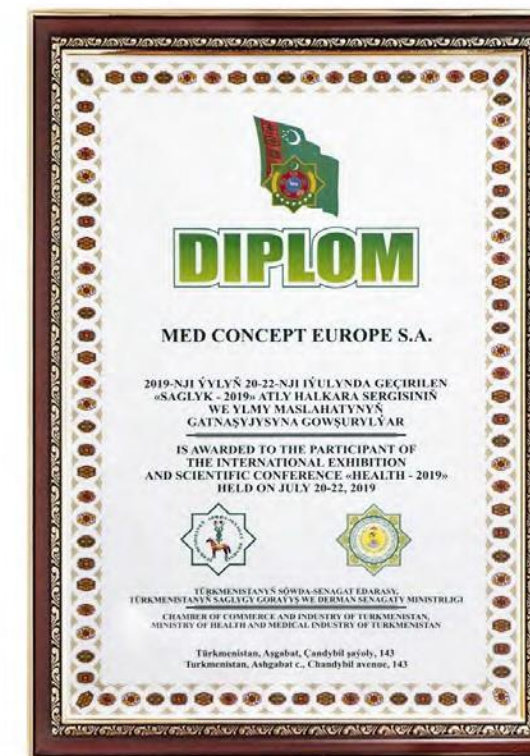 DIPLOM
MED CONCEPT EUROPE S.A.
2019-NJI ÝYLYŇ 20-22-NJI IÝULYNDA GEÇIRILEN
«SAGLYK - 2019» ATLY HALKARA SERGISINIŇ
WE YLMY MASLAHATYNYŇ
GATNAŞYJYSYNA GOWŞURYLÝAR
IS AWARDED TO THE PARTICIPANT OF
THE INTERNATIONAL EXHIBITION
AND SCIENTIFIC CONFERENCE «HEALTH - 2019»
HELD ON JULY 20-22, 2019
TÜRKMENISTANYŇ SÖWDA-SENAGAT EDARASY,
TÜRKMENISTANYŇ SAGLYGY GORAÝYŞ WE DERMAN SENAGATY MINISTRLIGI
CHAMBER OF COMMERCE AND INDUSTRY OF TURKMENISTAN,
MINISTRY OF HEALTH AND MEDICAL INDUSTRY OF TURKMENISTAN
Türkmenistan, Aşgabat, Çandybil şaýoly, 143
Turkmenistan, Ashgabat c., Chandybil avenue, 143